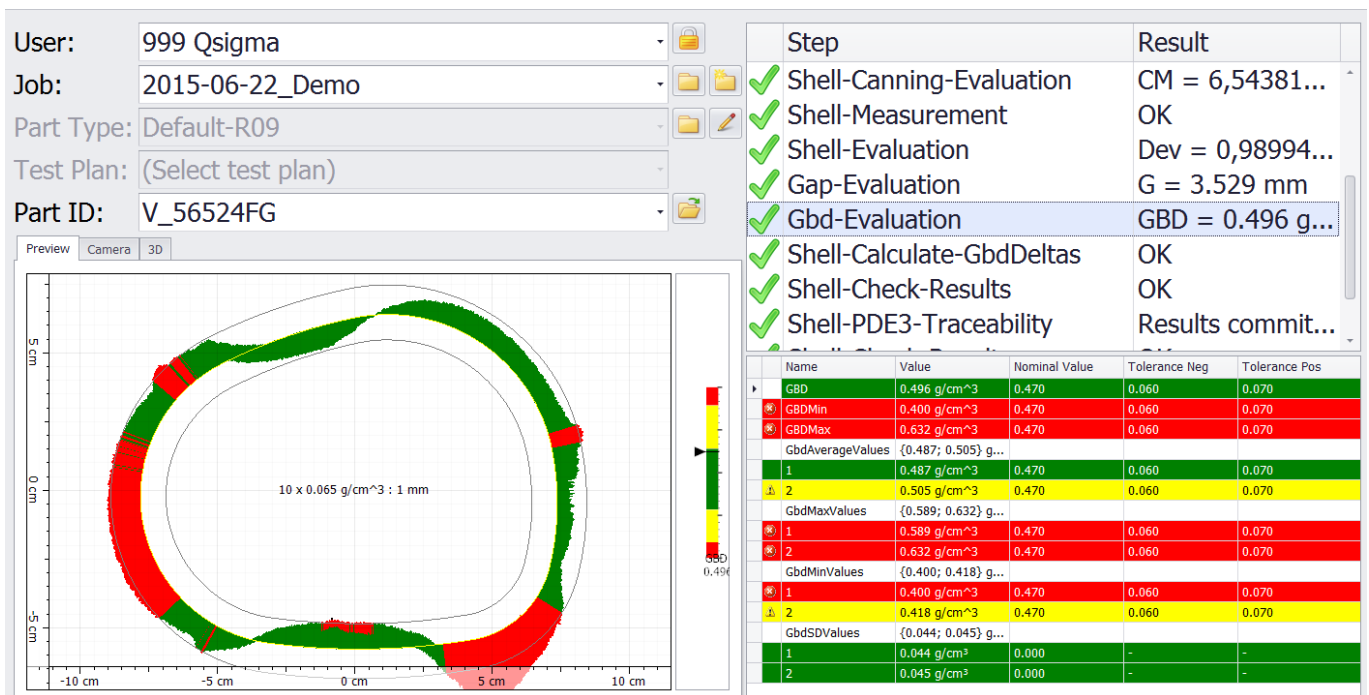 User: 999 Qsigma
Job: 2015-06-22_Demo
Part Type: Default-R09
Test Plan: (Select test plan)
Part ID: V_56524FG
Preview Camera 3D
5 cm
0 cm
-5 cm
10 x 0.065 g/cm^3 : 1 mm
-10 cm -5 cm 0 cm 5 cm 10 cm
GBD
0.496
Step Result
Shell-Canning-Evaluation CM = 6,54381...
Shell-Measurement OK
Shell-Evaluation Dev = 0,98994...
Gap-Evaluation G = 3.529 mm
Gbd-Evaluation GBD = 0.496 g...
Shell-Calculate-GbdDeltas OK
Shell-Check-Results OK
Shell-PDE3-Traceability Results commit...
Name Value Nominal Value Tolerance Neg Tolerance Pos
GBD 0.496 g/cm^3 0.470 0.060 0.070
GBDMin 0.400 g/cm^3 0.470 0.060 0.070
GBDMax 0.632 g/cm^3 0.470 0.060 0.070
GbdAverageValues {0.487; 0.505} g...
1 0.487 g/cm^3 0.470 0.060 0.070
2 0.505 g/cm^3 0.470 0.060 0.070
GbdMaxValues {0.589; 0.632} g...
1 0.589 g/cm^3 0.470 0.060 0.070
2 0.632 g/cm^3 0.470 0.060 0.070
GbdMinValues {0.400; 0.418} g...
1 0.400 g/cm^3 0.470 0.060 0.070
2 0.418 g/cm^3 0.470 0.060 0.070
GbdSDValues {0.044; 0.045} g...
1 0.044 g/cm³ 0.000 - -
2 0.045 g/cm³ 0.000 - -